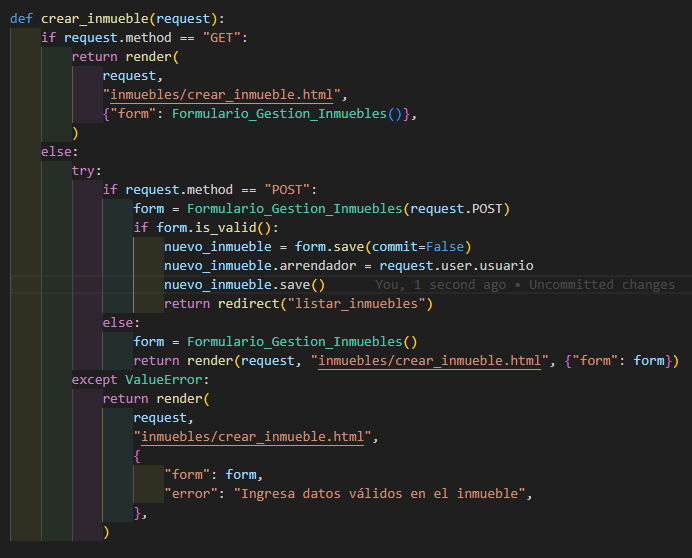 def crear_inmueble(request):
    if request.method == "GET":
        return render(
            request,
            "inmuebles/crear_inmueble.html",
            {"form": Formulario_Gestion_Inmuebles()},
        )
    else:
        try:
            if request.method == "POST":
                form = Formulario_Gestion_Inmuebles(request.POST)
                if form.is_valid():
                    nuevo_inmueble = form.save(commit=False)
                    nuevo_inmueble.arrendador = request.user.usuario
                    nuevo_inmueble.save()       You, 1 second ago • Uncommitted changes
                    return redirect("listar_inmuebles")
            else:
                form = Formulario_Gestion_Inmuebles()
                return render(request, "inmuebles/crear_inmueble.html", {"form": form})
        except ValueError:
            return render(
                request,
                "inmuebles/crear_inmueble.html",
                {
                    "form": form,
                    "error": "Ingresa datos válidos en el inmueble",
                },
            )